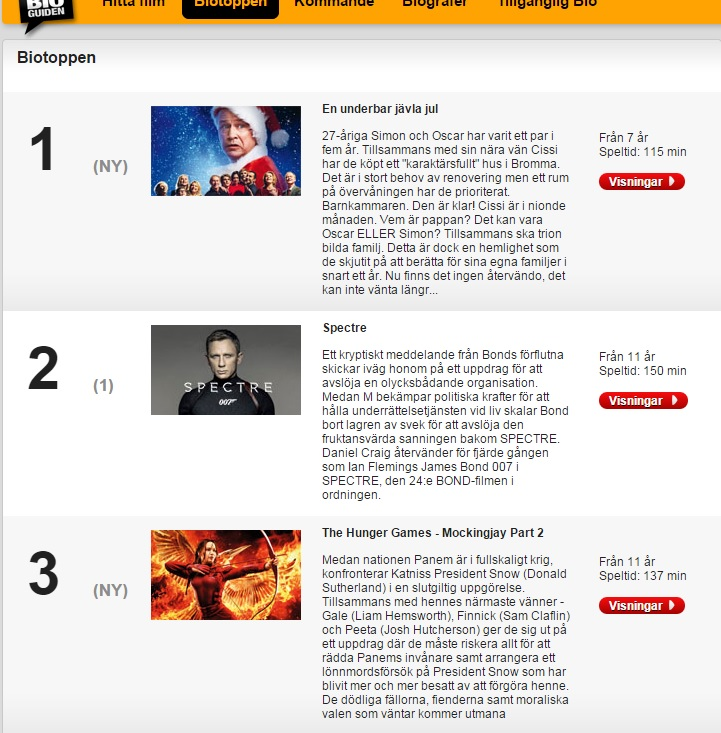 BIO
GUIDEN
Hitta film Biotoppen Kommande Biografer Tillgänglig Bio
Biotoppen
1
(NY)
En underbar jävla jul
27-åriga Simon och Oscar har varit ett par i
fem år. Tillsammans med sin nära vän Cissi
har de köpt ett "karaktärsfullt" hus i Bromma.
Det är i stort behov av renovering men ett rum
på övervåningen har de prioriterat.
Barnkammaren. Den är klar! Cissi är i nionde
månaden. Vem är pappan? Det kan vara
Oscar ELLER Simon? Tillsammans ska trion
bilda familj. Detta är dock en hemlighet som
de skjutit på att berätta för sina egna familjer i
snart ett år. Nu finns det ingen återvändo, det
kan inte vänta längr...
Från 7 år
Speltid: 115 min
Visningar
2
(1)
SPECTRE
007
Spectre
Ett kryptiskt meddelande från Bonds förflutna
skickar iväg honom på ett uppdrag för att
avslöja en olycksbådande organisation.
Medan M bekämpar politiska krafter för att
hålla underrättelsetjänsten vid liv skalar Bond
bort lagren av svek för att avslöja den
fruktansvärda sanningen bakom SPECTRE.
Daniel Craig återvänder för fjärde gången
som Ian Flemings James Bond 007 i
SPECTRE, den 24:e BOND-filmen i
ordningen.
Från 11 år
Speltid: 150 min
Visningar
3
(NY)
The Hunger Games - Mockingjay Part 2
Medan nationen Panem är i fullskaligt krig,
konfronterar Katniss President Snow (Donald
Sutherland) i en slutgiltig uppgörelse.
Tillsammans med hennes närmaste vänner -
Gale (Liam Hemsworth), Finnick (Sam Claflin)
och Peeta (Josh Hutcherson) ger de sig ut på
ett uppdrag där de måste riskera allt för att
rädda Panems invånare samt arrangera ett
lönnmordsförsök på President Snow som har
blivit mer och mer besatt av att förgöra henne.
De dödliga fällorna, fienderna samt moraliska
valen som väntar kommer utmana
Från 11 år
Speltid: 137 min
Visningar